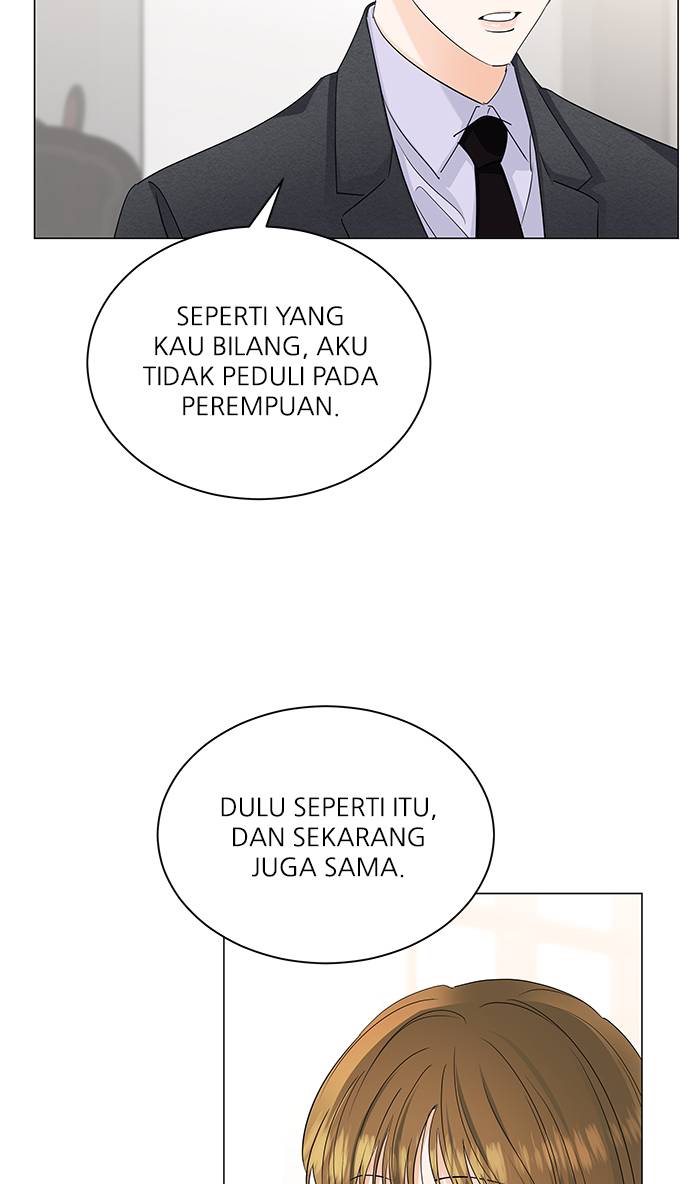 SEPERTI YANG
KAU BILANG, AKU
TIDAK PEDULI PADA
PEREMPUAN.
DULU SEPERTI ITU,
DAN SEKARANG
JUGA SAMA.